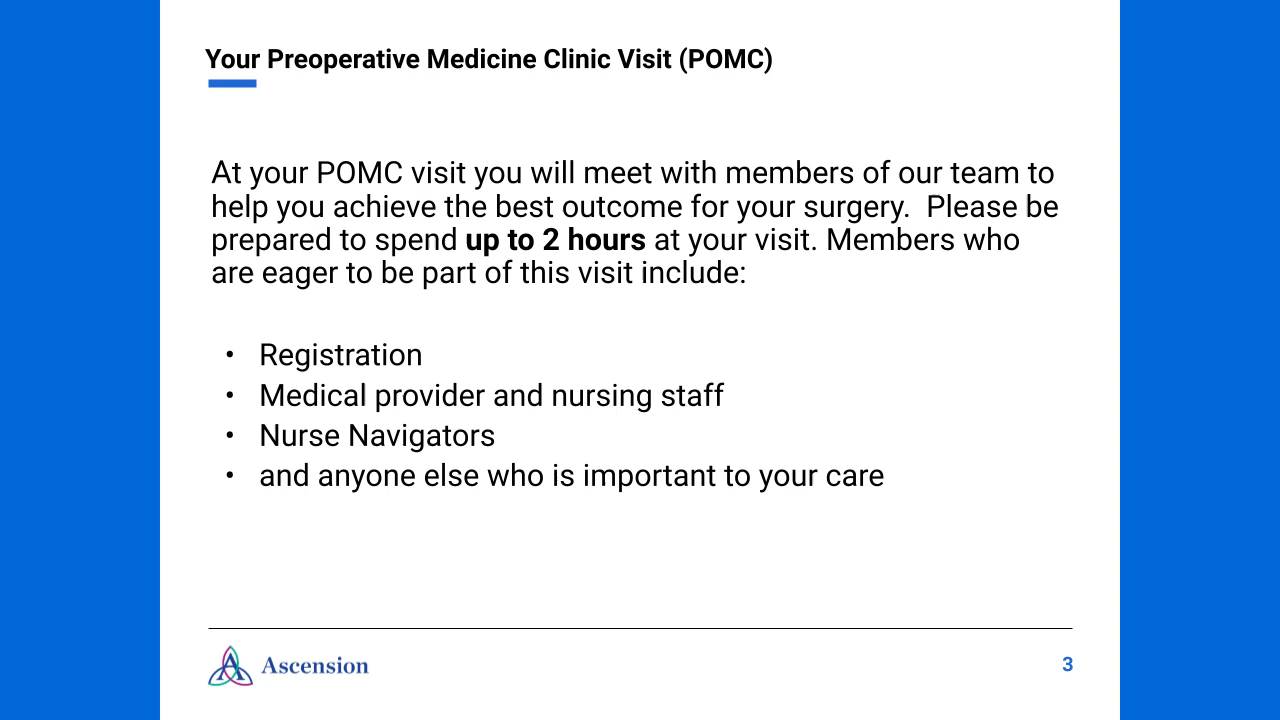 Your Preoperative Medicine Clinic Visit (POMC)
At your POMC visit you will meet with members of our team to
help you achieve the best outcome for your surgery.  Please be
prepared to spend up to 2 hours at your visit. Members who
are eager to be part of this visit include:
• Registration
• Medical provider and nursing staff
• Nurse Navigators
• and anyone else who is important to your care
Ascension
3